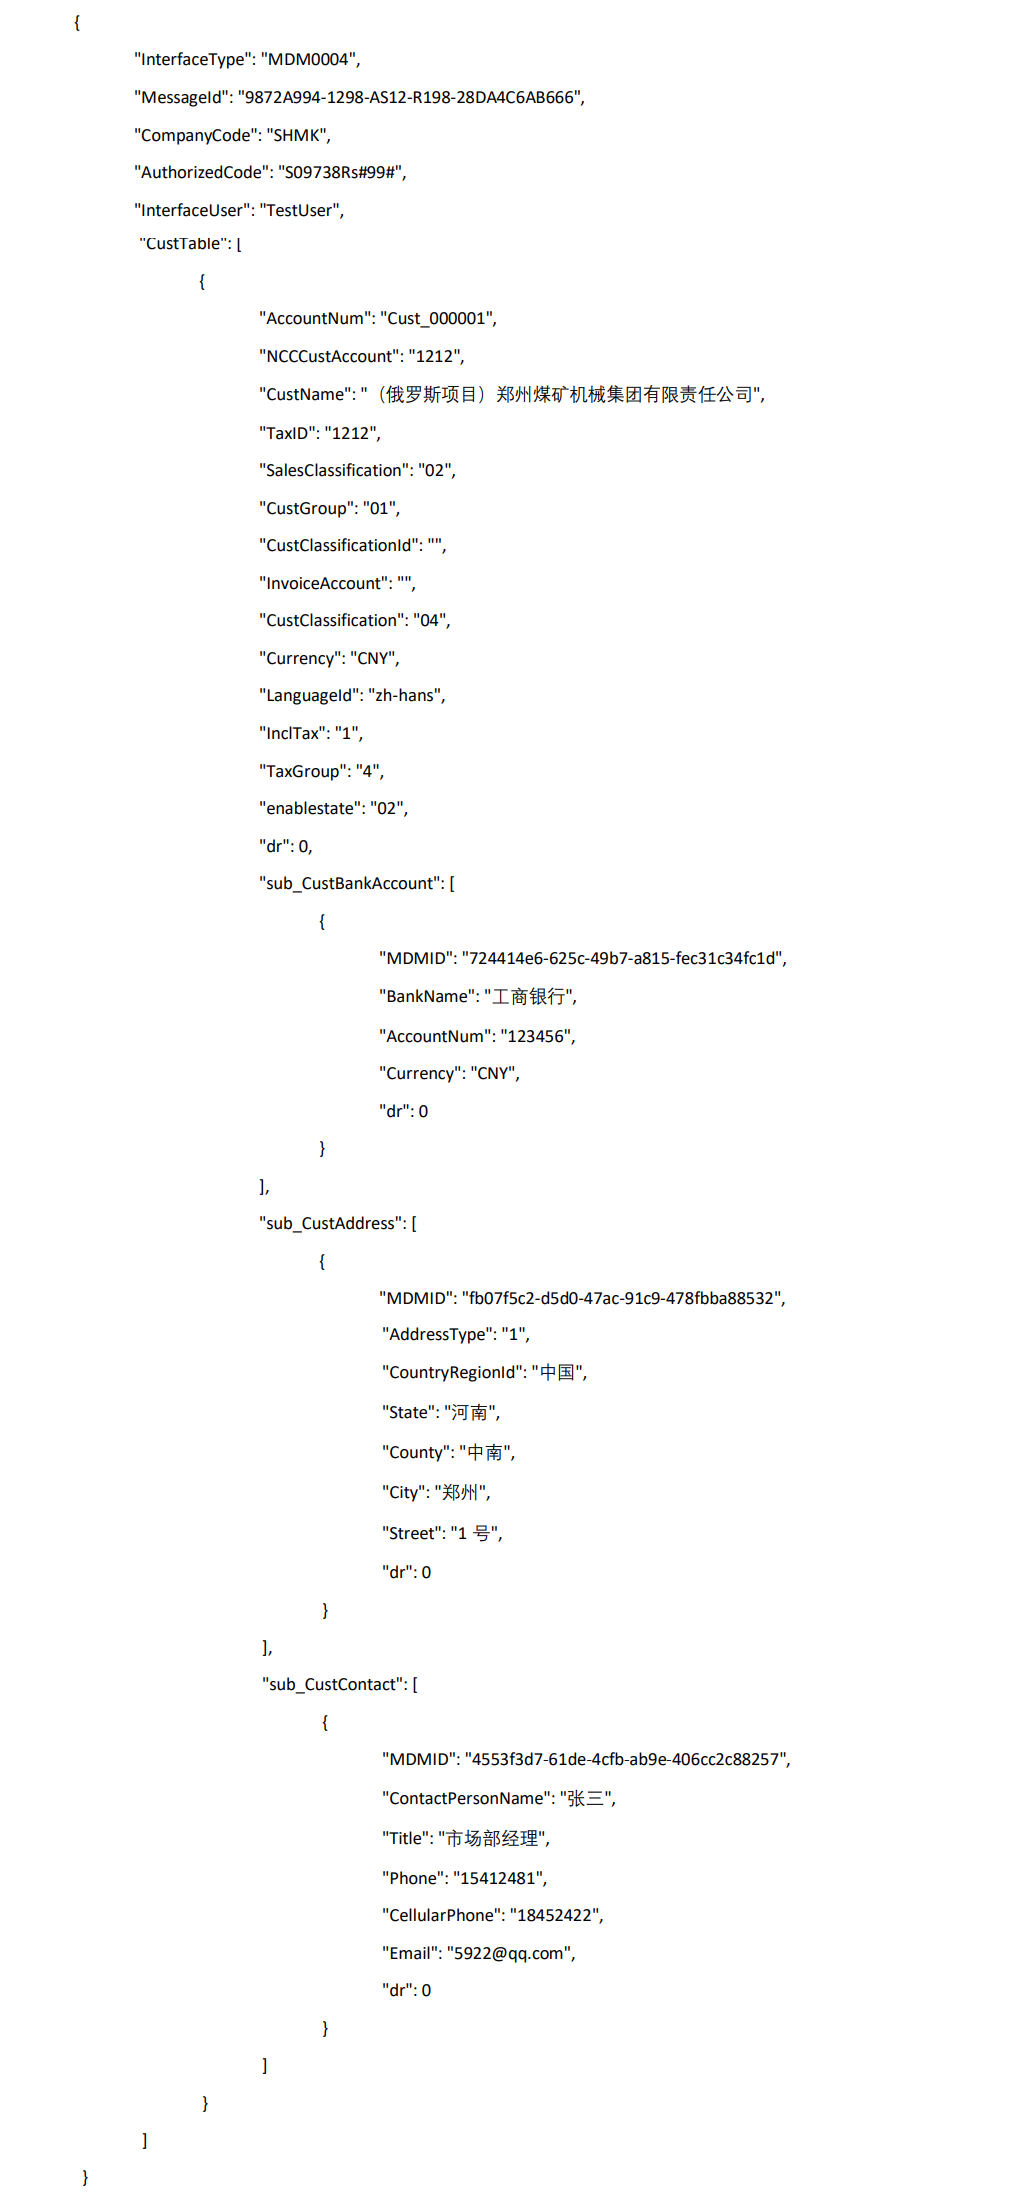 {
"InterfaceType": "MDM0004",
"MessageId": "9872A994-1298-AS12-R198-28DA4C6AB666",
"CompanyCode": "SHMK",
"AuthorizedCode": "S09738Rs#99#",
"InterfaceUser": "TestUser",
"CustTable": [
{
"AccountNum": "Cust_000001",
"NCCCustAccount": "1212",
"CustName": "（俄罗斯项目）郑州煤矿机械集团有限责任公司",
"TaxID": "1212",
"SalesClassification": "02",
"CustGroup": "01",
"CustClassificationId": "",
"InvoiceAccount": "",
"CustClassification": "04",
"Currency": "CNY",
"LanguageId": "zh-hans",
"InclTax": "1",
"TaxGroup": "4",
"enablestate": "02",
"dr": 0,
"sub_CustBankAccount": [
{
"MDMID": "724414e6-625c-49b7-a815-fec31c34fc1d",
"BankName": "工商银行",
"AccountNum": "123456",
"Currency": "CNY",
"dr": 0
}
],
"sub_CustAddress": [
{
"MDMID": "fb07f5c2-d5d0-47ac-91c9-478fbba88532",
"AddressType": "1",
"CountryRegionId": "中国",
"State": "河南",
"County": "中南",
"City": "郑州",
"Street": "1 号",
"dr": 0
}
],
"sub_CustContact": [
{
"MDMID": "4553f3d7-61de-4cfb-ab9e-406cc2c88257",
"ContactPersonName": "张三",
"Title": "市场部经理",
"Phone": "15412481",
"CellularPhone": "18452422",
"Email": "5922@qq.com",
"dr": 0
}
]
}
]
}